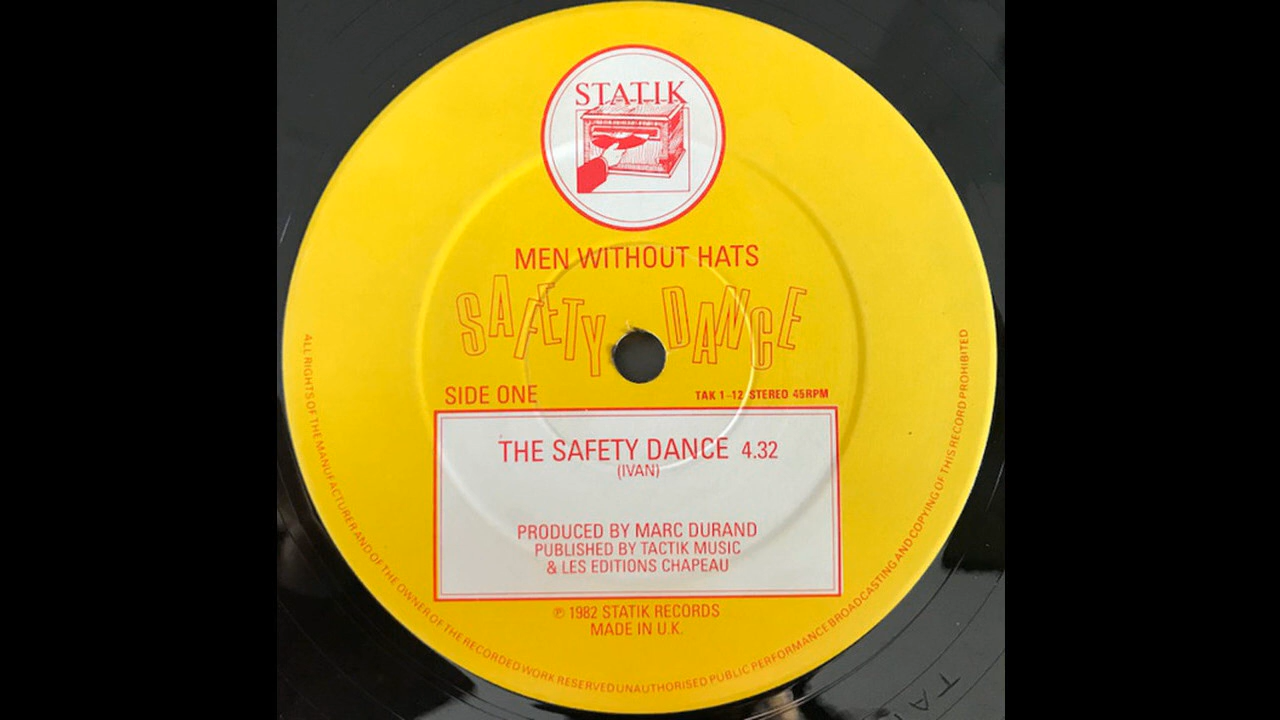 STATIK
MEN WITHOUT HATS
SAFETY DANCE
SIDE ONE
TAK 1-12 STEREO 45RPM
THE SAFETY DANCE 4.32
(IVAN)
PRODUCED BY MARC DURAND
PUBLISHED BY TACTIK MUSIC
& LES EDITIONS CHAPEAU
℗ 1982 STATIK RECORDS
MADE IN U.K.
ALL RIGHTS OF THE MANUFACTURER AND OF THE OWNER OF THE RECORDED WORK RESERVED UNAUTHORISED PUBLIC PERFORMANCE BROADCASTING AND COPYING OF THIS RECORD PROHIBITED